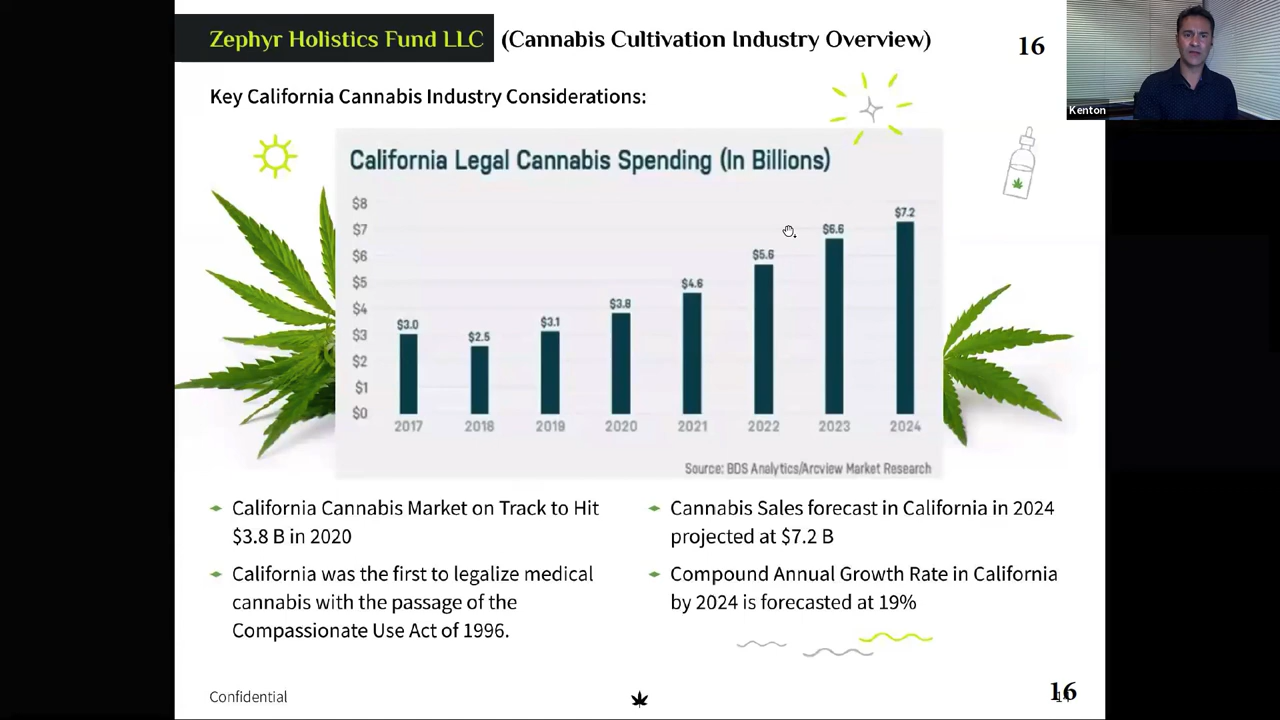 Zephyr Holistics Fund LLC (Cannabis Cultivation Industry Overview)
16
Kenton
Key California Cannabis Industry Considerations:
California Legal Cannabis Spending (In Billions)
$8
$7
$6
$5
$4
$3
$2
$1
$0
$3.0
$2.5
$3.1
$3.8
$4.6
$5.6
$6.6
$7.2
2017 2018 2019 2020 2021 2022 2023 2024
Source: BDS Analytics/Arcview Market Research
California Cannabis Market on Track to Hit
$3.8 B in 2020
California was the first to legalize medical
cannabis with the passage of the
Compassionate Use Act of 1996.
Cannabis Sales forecast in California in 2024
projected at $7.2 B
Compound Annual Growth Rate in California
by 2024 is forecasted at 19%
Confidential
16